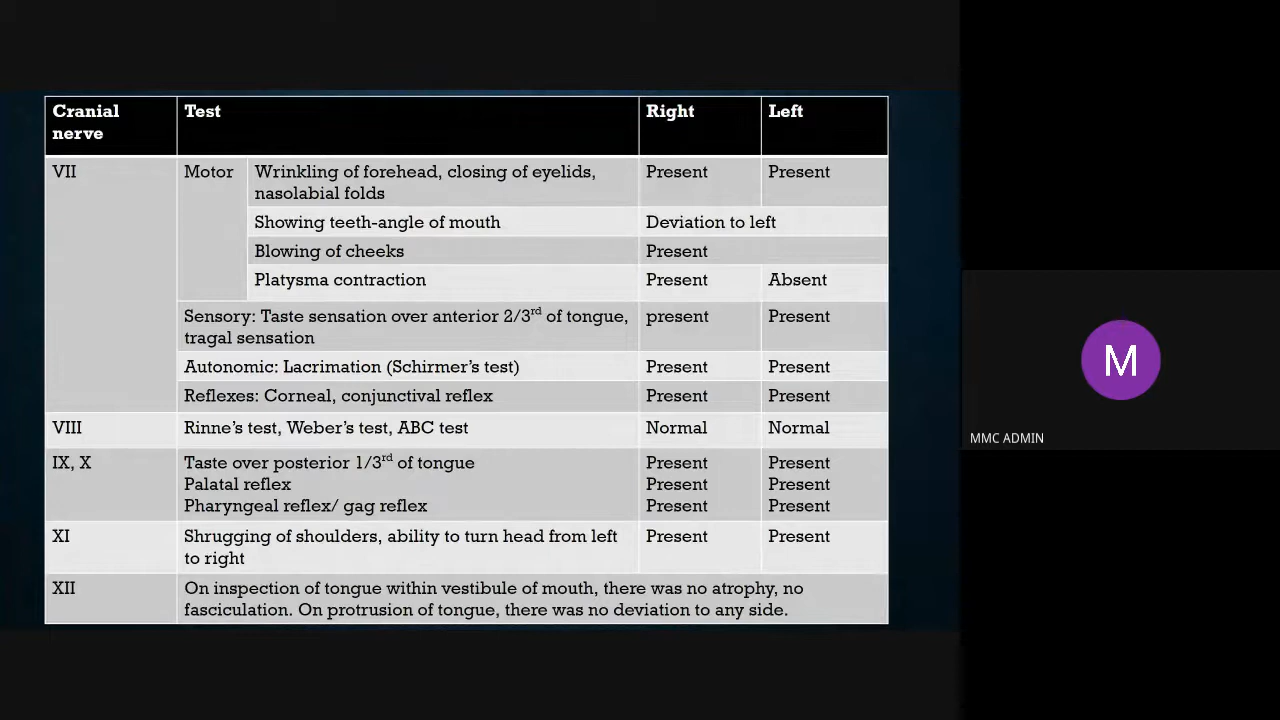 Cranial nerve Test Right Left
VII Motor Wrinkling of forehead, closing of eyelids, Present Present
nasolabial folds
Showing teeth-angle of mouth Deviation to left
Blowing of cheeks Present
Platysma contraction Present Absent
Sensory: Taste sensation over anterior 2/3rd of tongue, present Present
tragal sensation
Autonomic: Lacrimation (Schirmer's test) Present Present
Reflexes: Corneal, conjunctival reflex Present Present
VIII Rinne's test, Weber's test, ABC test Normal Normal
IX, X Taste over posterior 1/3rd of tongue Present Present
Palatal reflex Present Present
Pharyngeal reflex/ gag reflex Present Present
XI Shrugging of shoulders, ability to turn head from left Present Present
to right
XII On inspection of tongue within vestibule of mouth, there was no atrophy, no
fasciculation. On protrusion of tongue, there was no deviation to any side.
M
MMC ADMIN